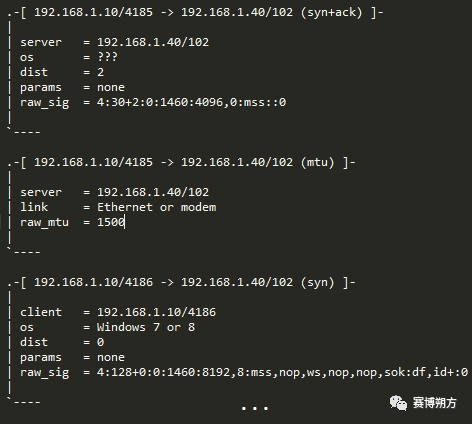 .-[ 192.168.1.10/4185 -> 192.168.1.40/102 (syn+ack) ]-
|
| server   = 192.168.1.40/102
| os       = ???
| dist     = 2
| params   = none
| raw_sig  = 4:30+2:0:1460:4096,0:mss::0
|
`----
.-[ 192.168.1.10/4185 -> 192.168.1.40/102 (mtu) ]-
|
| server   = 192.168.1.40/102
| link     = Ethernet or modem
| raw_mtu  = 1500
|
`----
.-[ 192.168.1.10/4186 -> 192.168.1.40/102 (syn) ]-
|
| client   = 192.168.1.10/4186
| os       = Windows 7 or 8
| dist     = 0
| params   = none
| raw_sig  = 4:128+0:0:1460:8192,8:mss,nop,ws,nop,nop,sok:df,id+:0
|
`----
...
赛博朔方